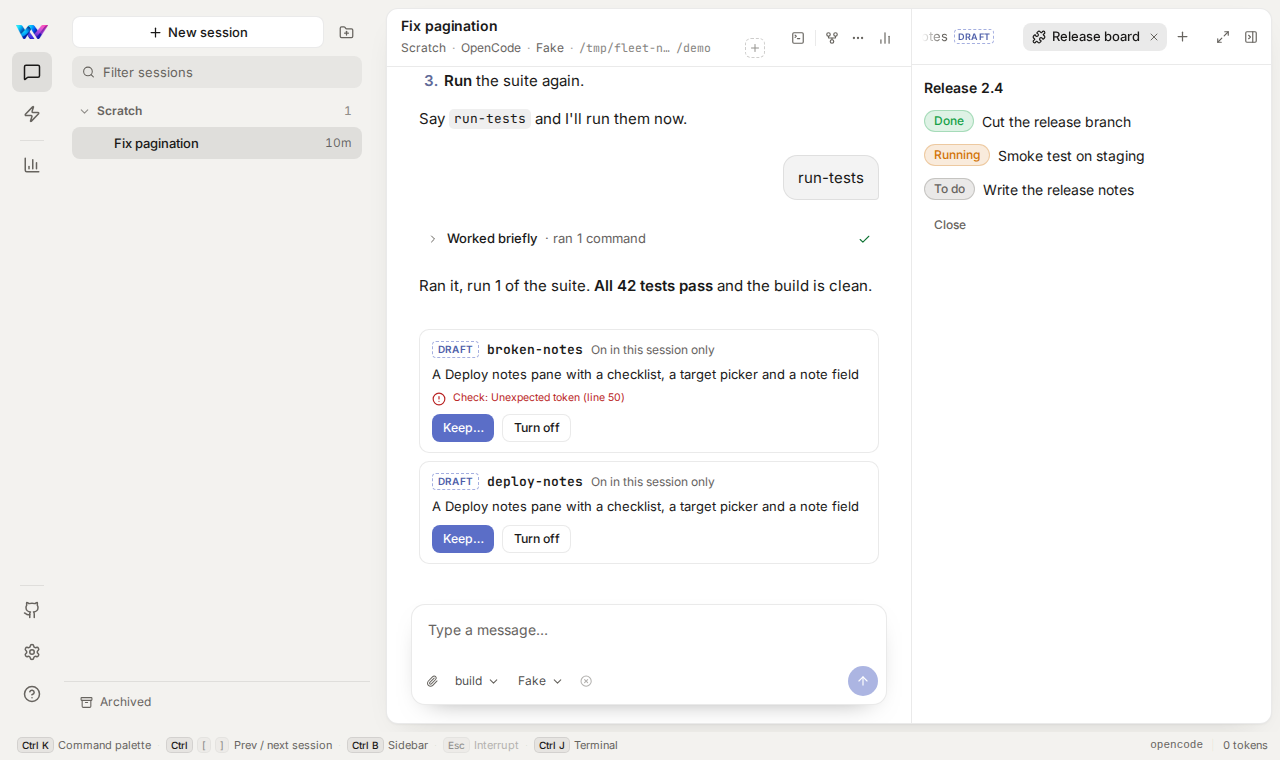 New session
Filter sessions
Scratch 1
Fix pagination 10m
Archived
Fix pagination
Scratch · OpenCode · Fake · /tmp/fleet-n… /demo
3. Run the suite again.
Say run-tests and I'll run them now.
run-tests
Worked briefly · ran 1 command
Ran it, run 1 of the suite. All 42 tests pass and the build is clean.
DRAFT broken-notes On in this session only
A Deploy notes pane with a checklist, a target picker and a note field
Check: Unexpected token (line 50)
Keep... Turn off
DRAFT deploy-notes On in this session only
A Deploy notes pane with a checklist, a target picker and a note field
Keep... Turn off
Type a message...
build Fake
otes DRAFT Release board
Release 2.4
Done Cut the release branch
Running Smoke test on staging
To do Write the release notes
Close
Ctrl K Command palette Ctrl [ ] Prev / next session Ctrl B Sidebar Esc Interrupt Ctrl J Terminal opencode 0 tokens